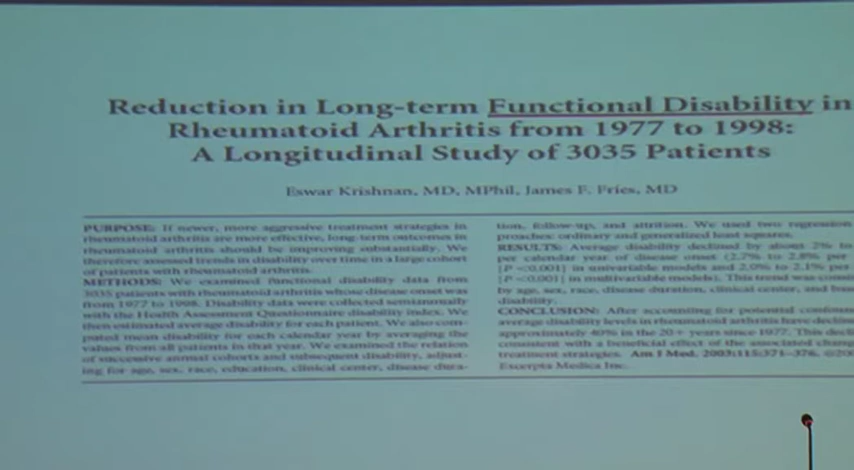 Reduction in Long-term Functional Disability in
Rheumatoid Arthritis from 1977 to 1998:
A Longitudinal Study of 3035 Patients
Eswar Krishnan, MD, MPhil, James F. Fries, MD
PURPOSE: If newer, more aggressive treatment strategies in
rheumatoid arthritis are more effective, long-term outcomes in
rheumatoid arthritis should be improving substantially. We
therefore assessed trends in disability over time in a large cohort
of patients with rheumatoid arthritis.
METHODS: We examined functional disability data from
3035 patients with rheumatoid arthritis whose disease onset was
from 1977 to 1998. Disability data were collected semiannually
with the Health Assessment Questionnaire disability index. We
then estimated average disability for each patient. We also com-
puted mean disability for each calendar year by averaging the
values from all patients in that year. We examined the relation
of successive annual cohorts and subsequent disability, adjust-
ing for age, sex, race, education, clinical center, disease dura-
tion, follow-up, and attrition. We used two regression
proaches: ordinary and generalized least squares.
RESULTS: Average disability declined by about 2% to
per calendar year of disease onset (2.7% to 2.8% per
[P <0.001] in univariable models and 2.0% to 2.1% per
[P <0.001] in multivariable models). This trend was
by age, sex, race, disease duration, clinical center, and
disability.
CONCLUSION: After accounting for potential
average disability levels in rheumatoid arthritis have
approximately 40% in the 20+ years since 1977. This
consistent with a beneficial effect of the associated
treatment strategies. Am J Med. 2003;115:371–376.
Excerpta Medica Inc.